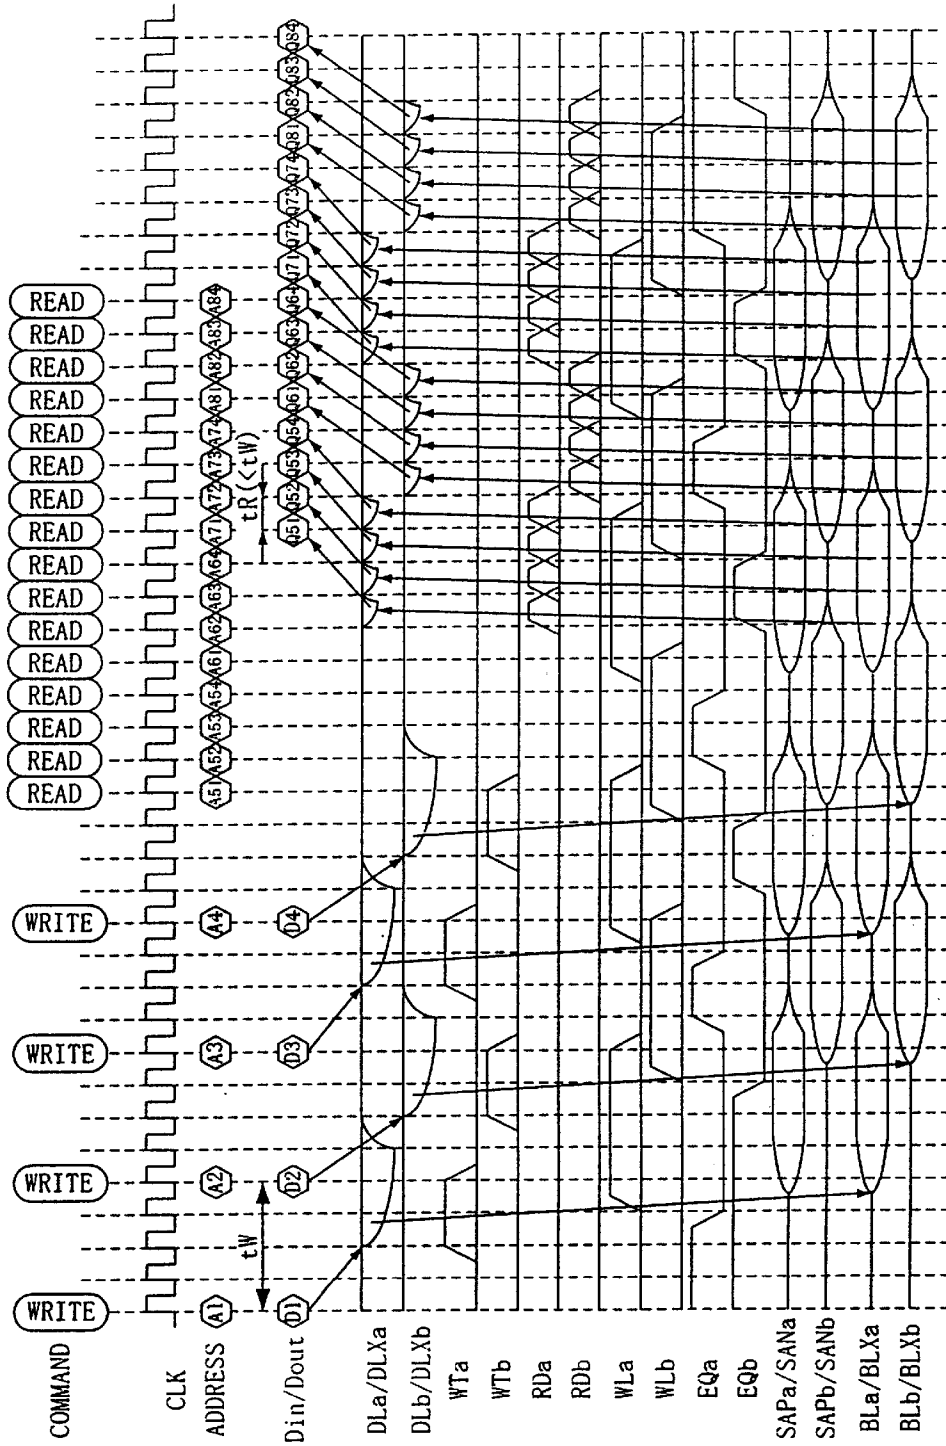 COMMAND WRITE WRITE WRITE WRITE READ READ READ READ READ READ READ READ READ READ READ READ READ READ READ READ
CLK
ADDRESS A1 A2 A3 A4 A51 A52 A53 A54 A61 A62 A63 A64 A71 A72 A73 A74 A81 A82 A83 A84
tW tR(<tW)
Din/Dout D1 D2 D3 D4 Q51 Q52 Q53 Q54 Q61 Q62 Q63 Q64 Q71 Q72 Q73 Q74 Q81 Q82 Q83 Q84
DLa/DLXa
DLb/DLXb
WTa
WTb
RDa
RDb
WLa
WLb
EQa
EQb
SAPa/SANa
SAPb/SANb
BLa/BLXa
BLb/BLXb